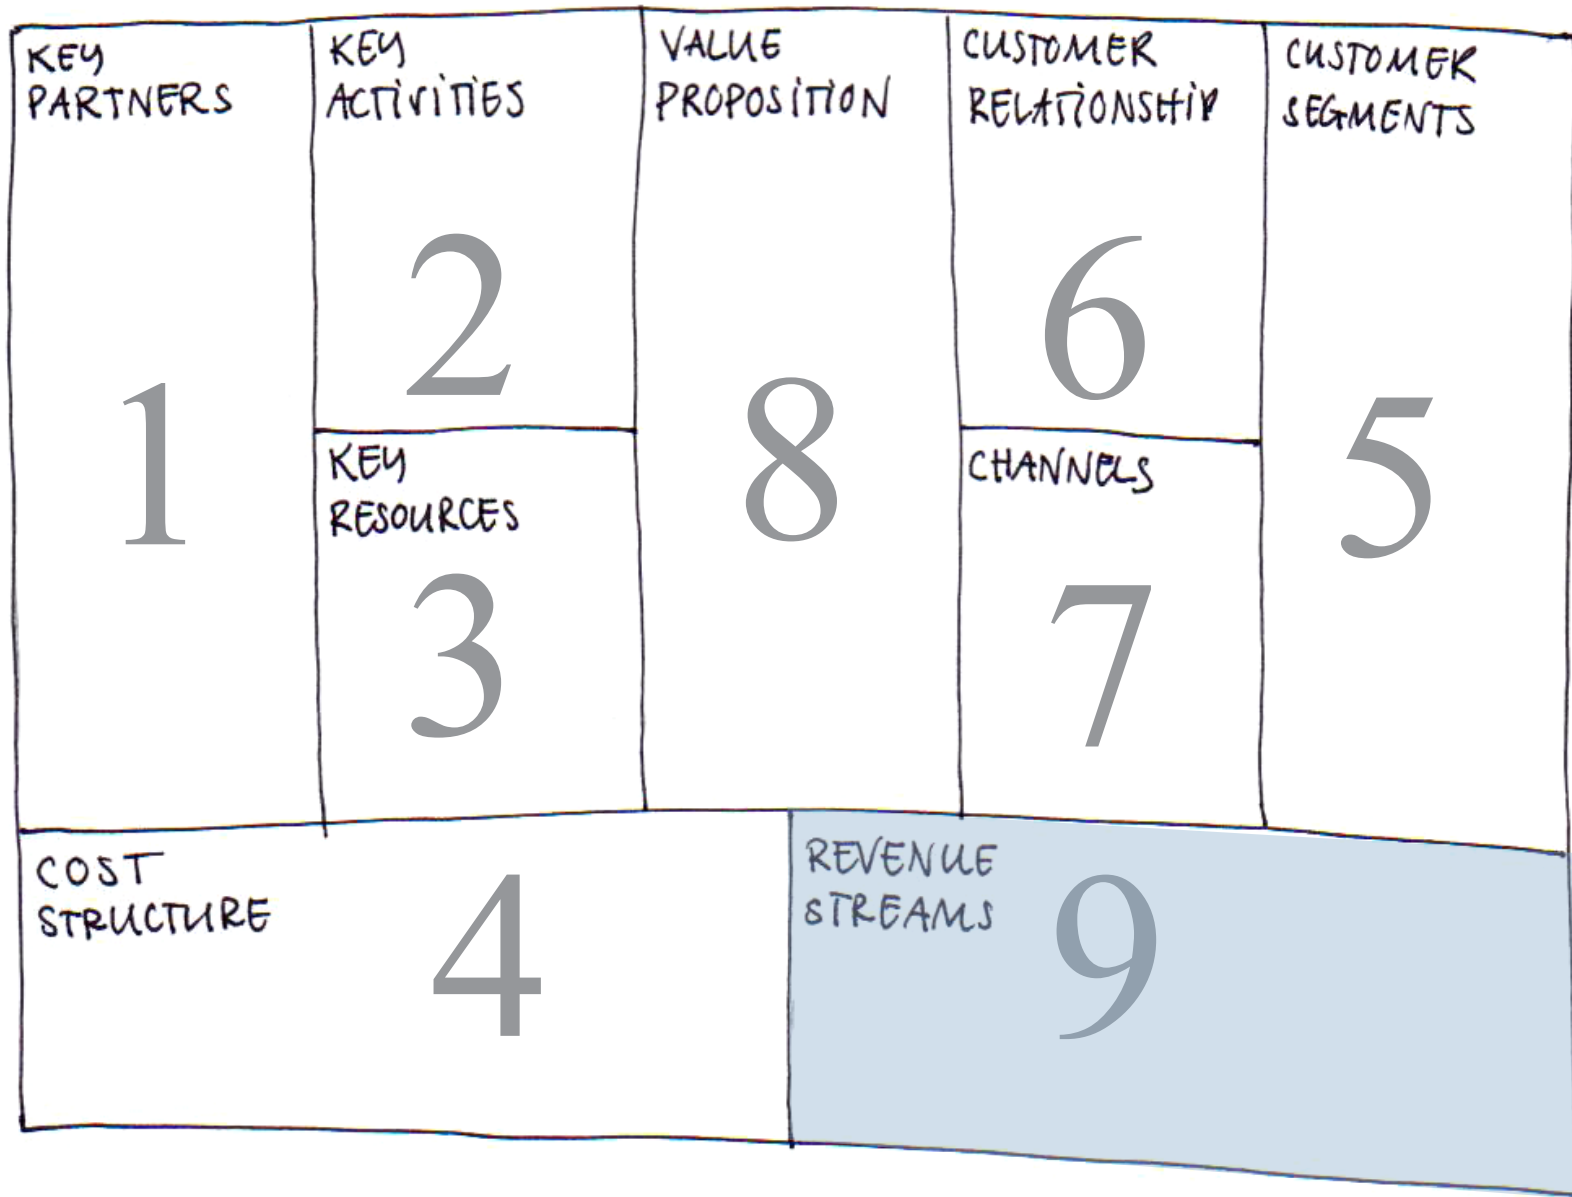 KEY
PARTNERS
1
KEY
ACTiViTiES
2
KEY
RESOURCES
3
VALUE
PROPOSiTiON
8
CUSTOMER
RELATiONSHiP
6
CHANNELS
7
CUSTOMER
SEGMENTS
5
COST
STRUCTURE
4
REVENUE
STREAMS
9